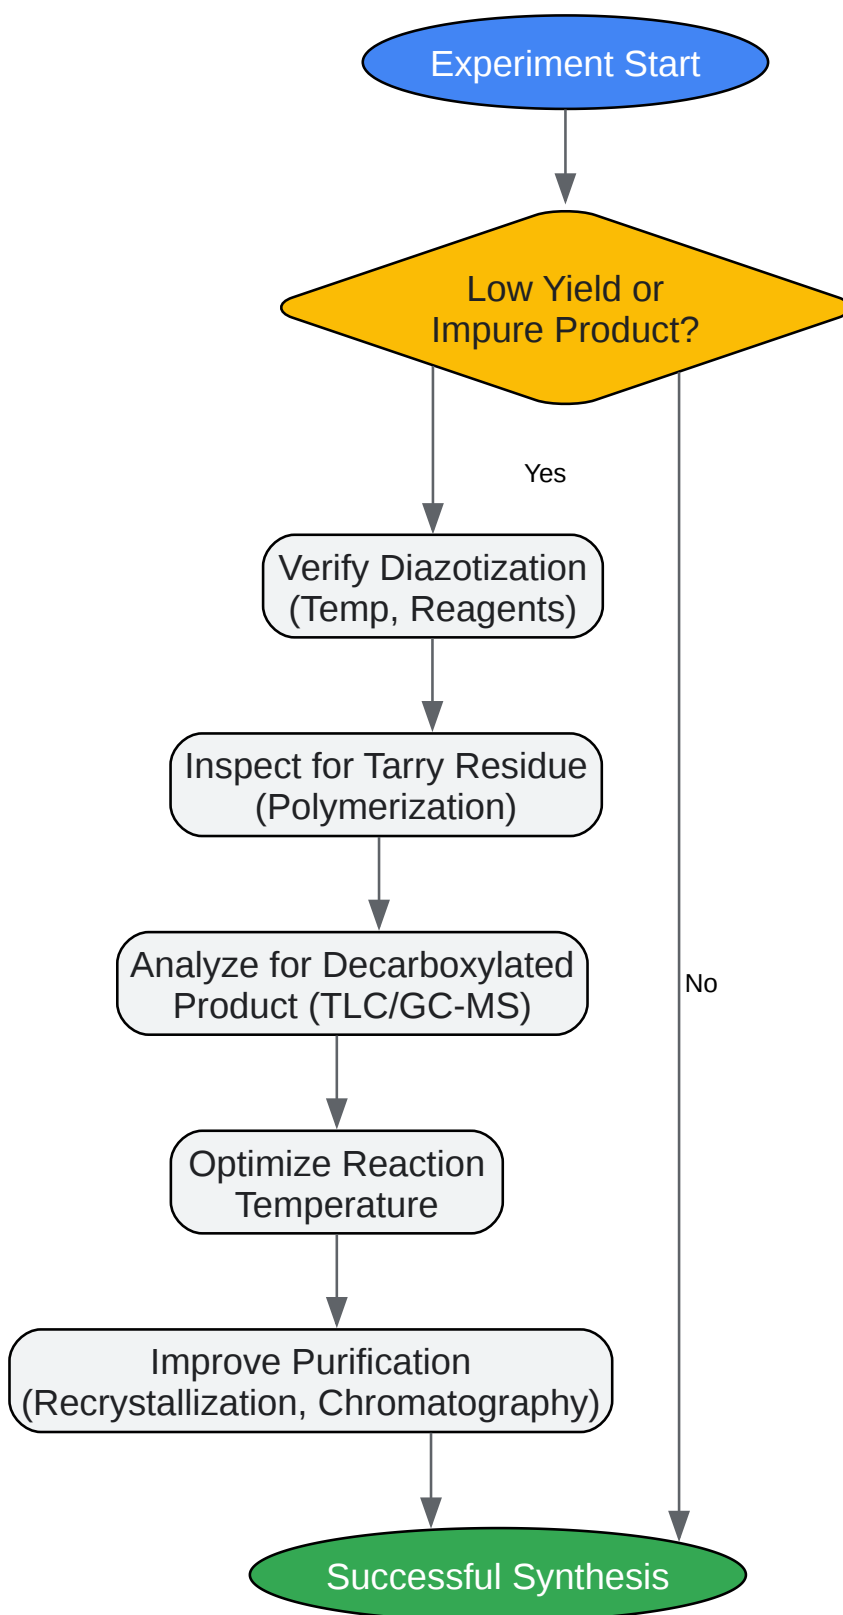 Experiment Start
Low Yield or
Impure Product?
Yes
Verify Diazotization
(Temp, Reagents)
Inspect for Tarry Residue
(Polymerization)
Analyze for Decarboxylated
Product (TLC/GC-MS)
No
Optimize Reaction
Temperature
Improve Purification
(Recrystallization, Chromatography)
Successful Synthesis